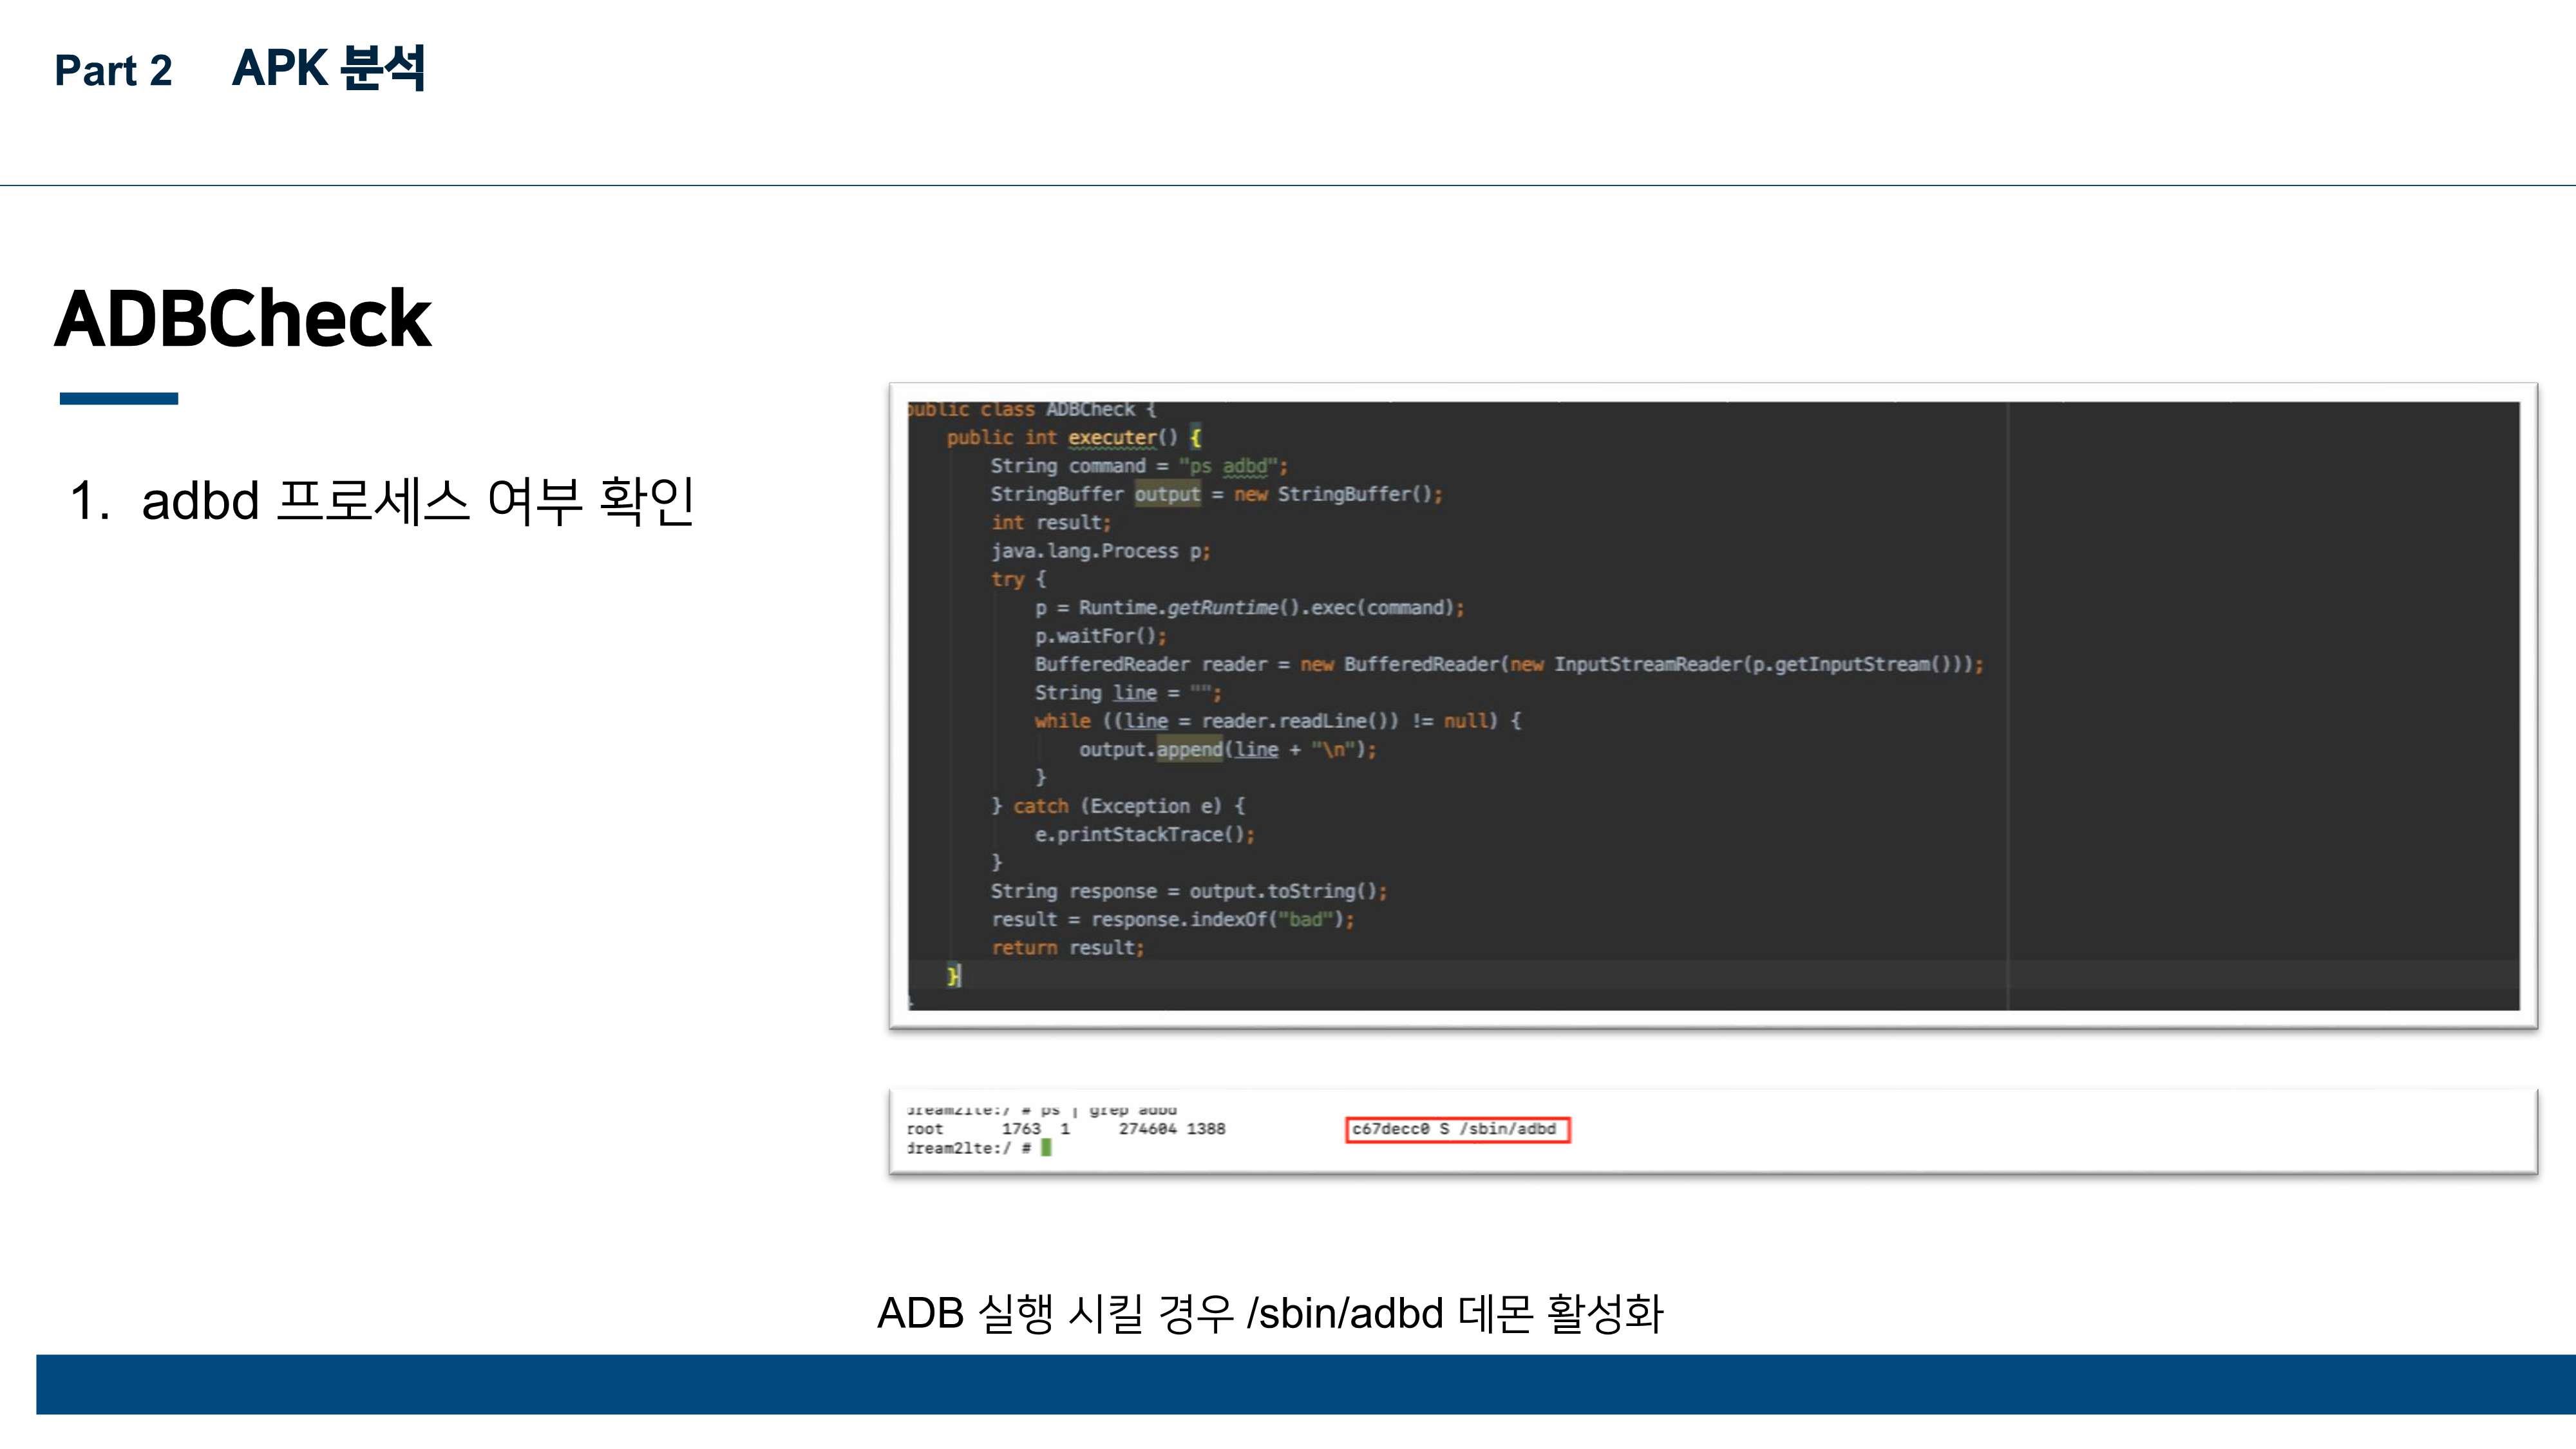 Part 2 APK 분석
ADBCheck
1. adbd 프로세스 여부 확인
public class ADBCheck {
public int executer() {
String command = "ps adbd";
StringBuffer output = new StringBuffer();
int result;
java.lang.Process p;
try {
p = Runtime.getRuntime().exec(command);
p.waitFor();
BufferedReader reader = new BufferedReader(new InputStreamReader(p.getInputStream()));
String line = "";
while ((line = reader.readLine()) != null) {
output.append(line + "\n");
}
} catch (Exception e) {
e.printStackTrace();
}
String response = output.toString();
result = response.indexOf("bad");
return result;
}
dream2lte:/ # ps | grep adbd
root 1763 1 274604 1388 c67decc0 S /sbin/adbd
dream2lte:/ #
ADB 실행 시킬 경우 /sbin/adbd 데몬 활성화